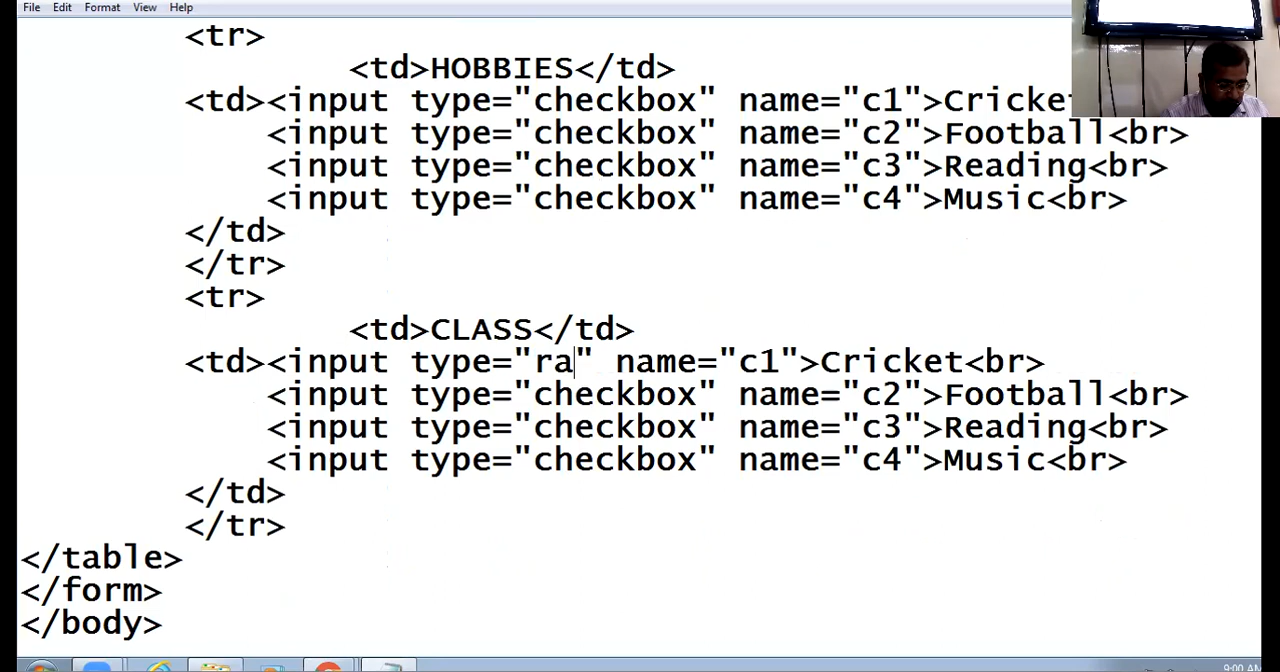 File Edit Format View Help
<tr>
<td>HOBBIES</td>
<td><input type="checkbox" name="c1">Cricke
<input type="checkbox" name="c2">Football<br>
<input type="checkbox" name="c3">Reading<br>
<input type="checkbox" name="c4">Music<br>
</td>
</tr>
<tr>
<td>CLASS</td>
<td><input type="ra" name="c1">Cricket<br>
<input type="checkbox" name="c2">Football<br>
<input type="checkbox" name="c3">Reading<br>
<input type="checkbox" name="c4">Music<br>
</td>
</tr>
</table>
</form>
</body>
9:00 AM